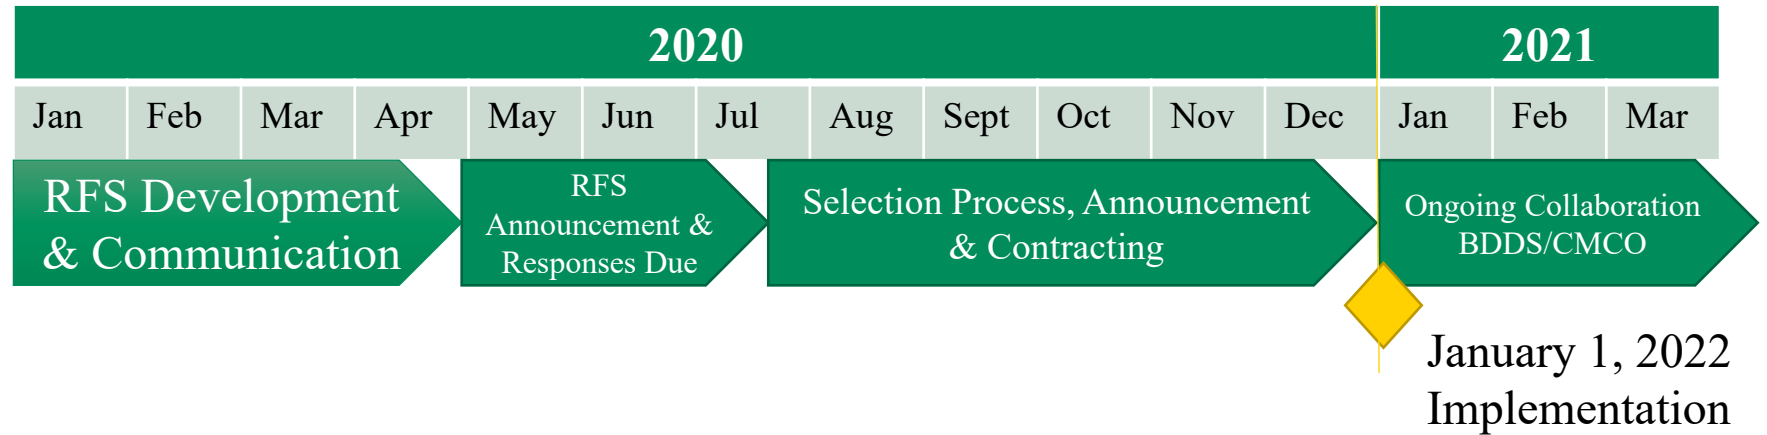 2020 2021
Jan Feb Mar Apr May Jun Jul Aug Sept Oct Nov Dec Jan Feb Mar
RFS Development
& Communication
RFS
Announcement &
Responses Due
Selection Process, Announcement
& Contracting
Ongoing Collaboration
BDDS/CMCO
January 1, 2022
Implementation